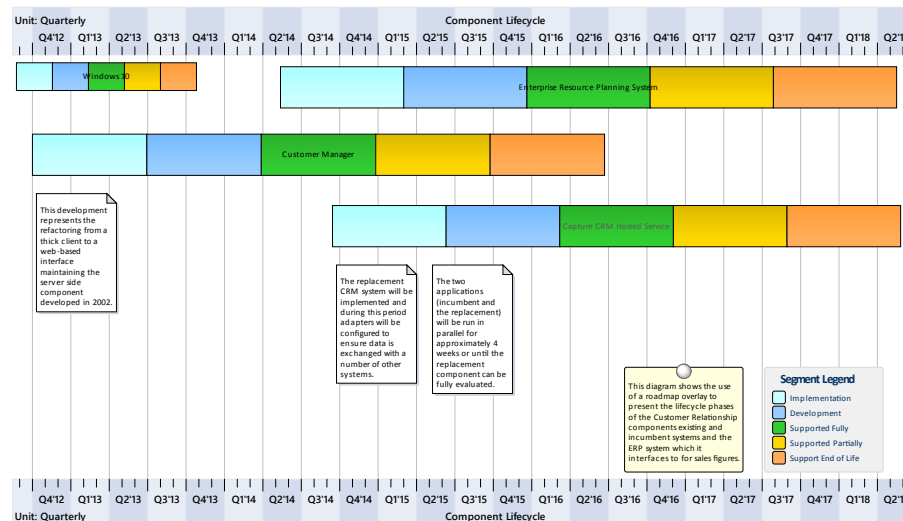 Unit: Quarterly
Component Lifecycle
Q4'12 Q1'13 Q2'13 Q3'13 Q4'13 Q1'14 Q2'14 Q3'14 Q4'14 Q1'15 Q2'15 Q3'15 Q4'15 Q1'16 Q2'16 Q3'16 Q4'16 Q1'17 Q2'17 Q3'17 Q4'17 Q1'18 Q2'1
Windows 10
Enterprise Resource Planning System
Customer Manager
Capture CRM Hosted Service
This development
represents the
refactoring from a
thick client to a
web-based
interface
maintaining the
server side
component
developed in 2002.
The replacement
CRM system will be
implemented and
during this period
adapters will be
configured to
ensure data is
exchanged with a
number of other
systems.
The two
applications
(incumbent and
the replacement)
will be run in
parallel for
approximately 4
weeks or until the
replacement
component can be
fully evaluated.
This diagram shows the use
of a roadmap overlay to
present the lifecycle phases
of the Customer Relationship
components existing and
incumbent systems and the
ERP system which it
interfaces to for sales figures.
Segment Legend
Implementation
Development
Supported Fully
Supported Partially
Support End of Life
Q4'12 Q1'13 Q2'13 Q3'13 Q4'13 Q1'14 Q2'14 Q3'14 Q4'14 Q1'15 Q2'15 Q3'15 Q4'15 Q1'16 Q2'16 Q3'16 Q4'16 Q1'17 Q2'17 Q3'17 Q4'17 Q1'18 Q2'1
Unit: Quarterly
Component Lifecycle